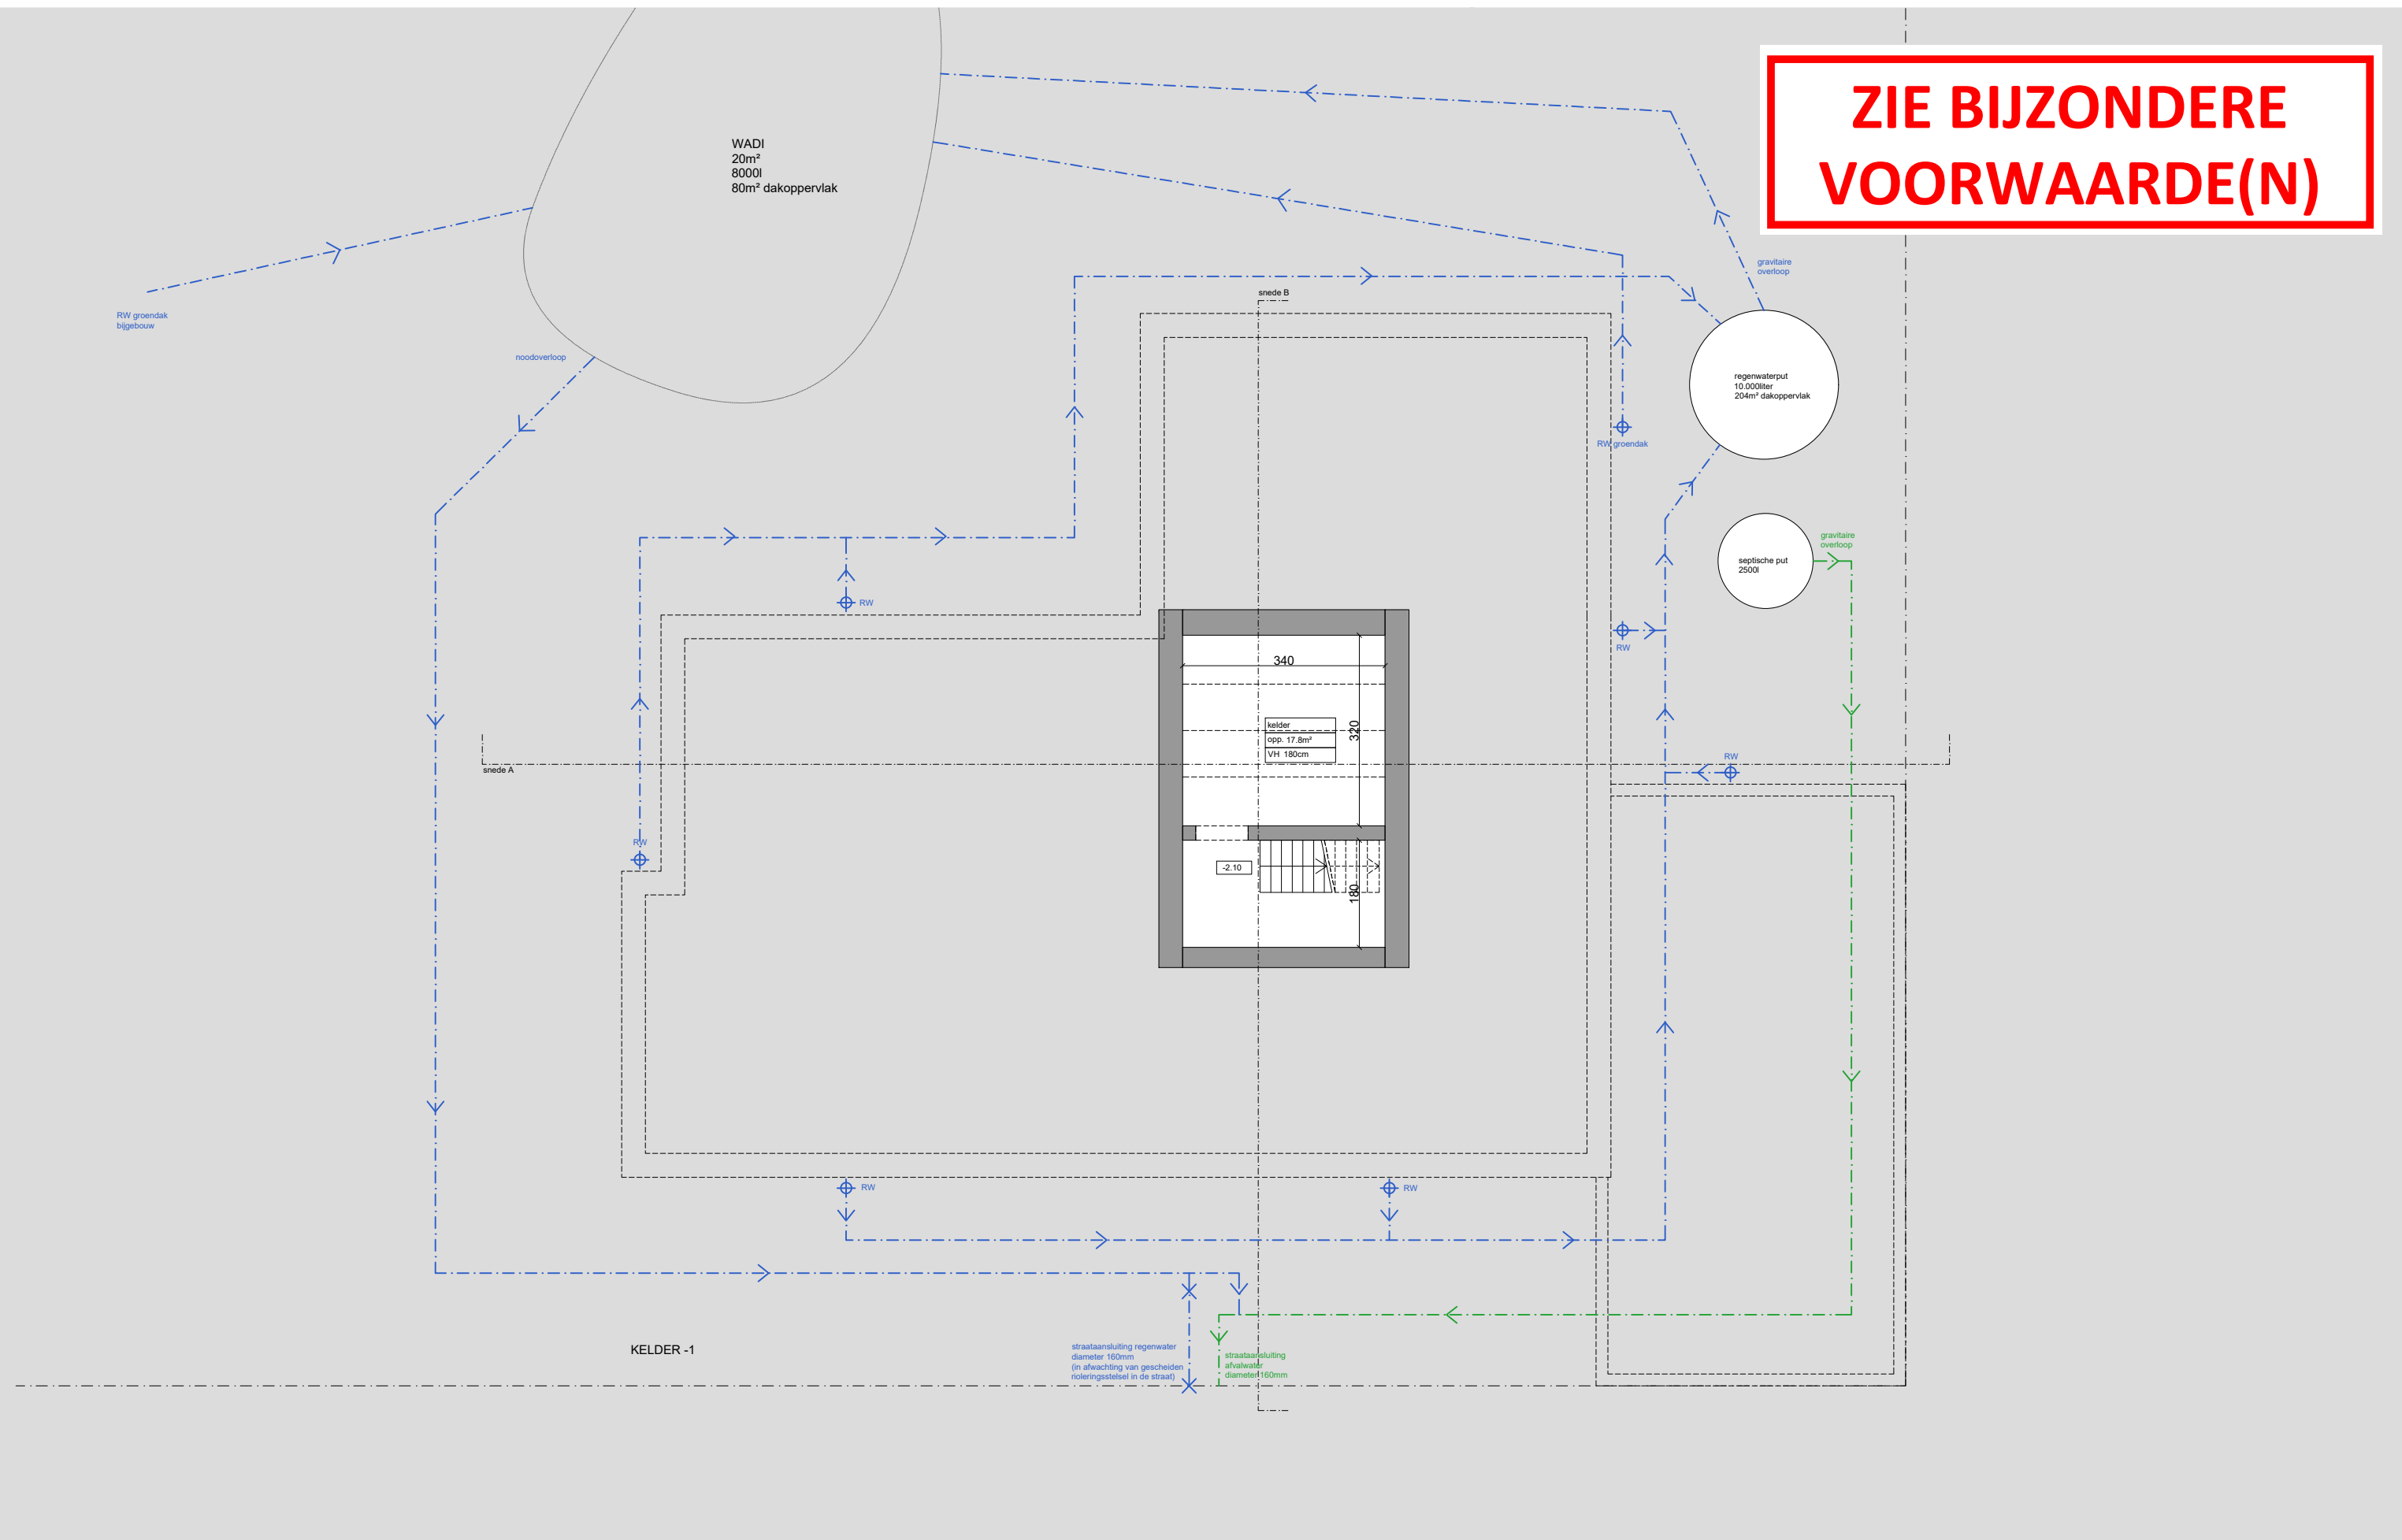 ZIE BIJZONDERE
VOORWAARDE(N)
WADI
20m²
8000l
80m² dakoppervlak
gravitaire
overloop
snede B
RW groendak
bijgebouw
noodoverloop
regenwaterput
10.000liter
204m² dakoppervlak
RW groendak
gravitaire
overloop
septische put
2500l
RW
RW
340
kelder
opp. 17.8m²
VH 180cm
320
RW
snede A
RW
-2.10
180
RW
RW
KELDER -1
straataansluiting regenwater
diameter 160mm
(in afwachting van gescheiden
rioleringsstelsel in de straat)
straataansluiting
afvalwater
diameter 160mm